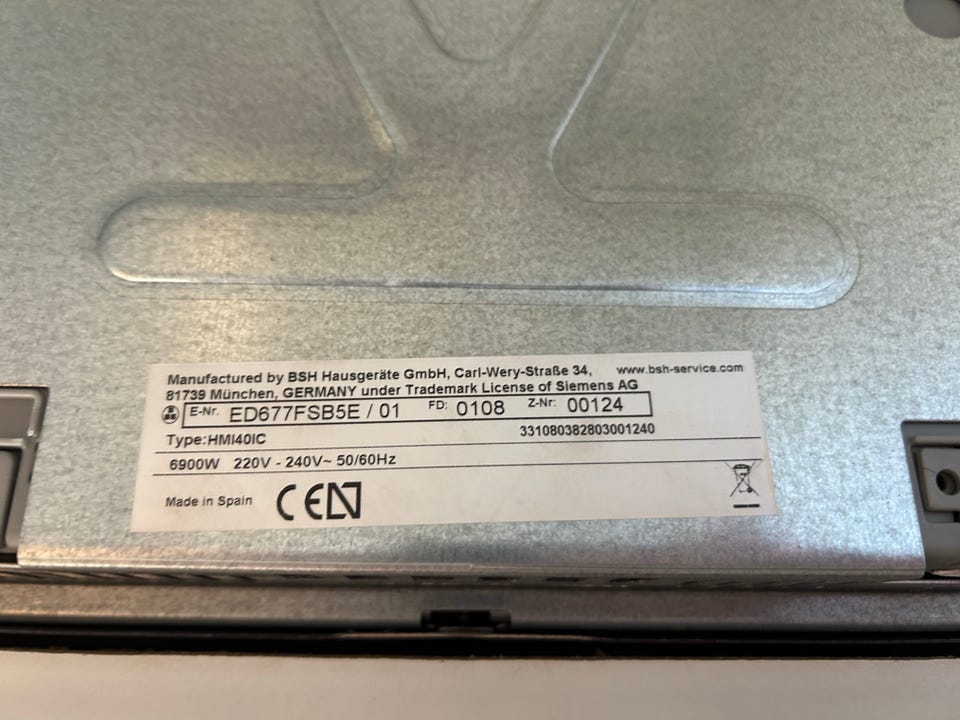 Manufactured by BSH Hausgeräte GmbH, Carl-Wery-Straße 34, www.bsh-service.com
81739 München, GERMANY under Trademark License of Siemens AG
E-Nr. ED677FSB5E / 01 FD: 0108 Z-Nr: 00124
Type:HMI40IC 331080382803001240
6900W 220V - 240V~ 50/60Hz
Made in Spain CE N